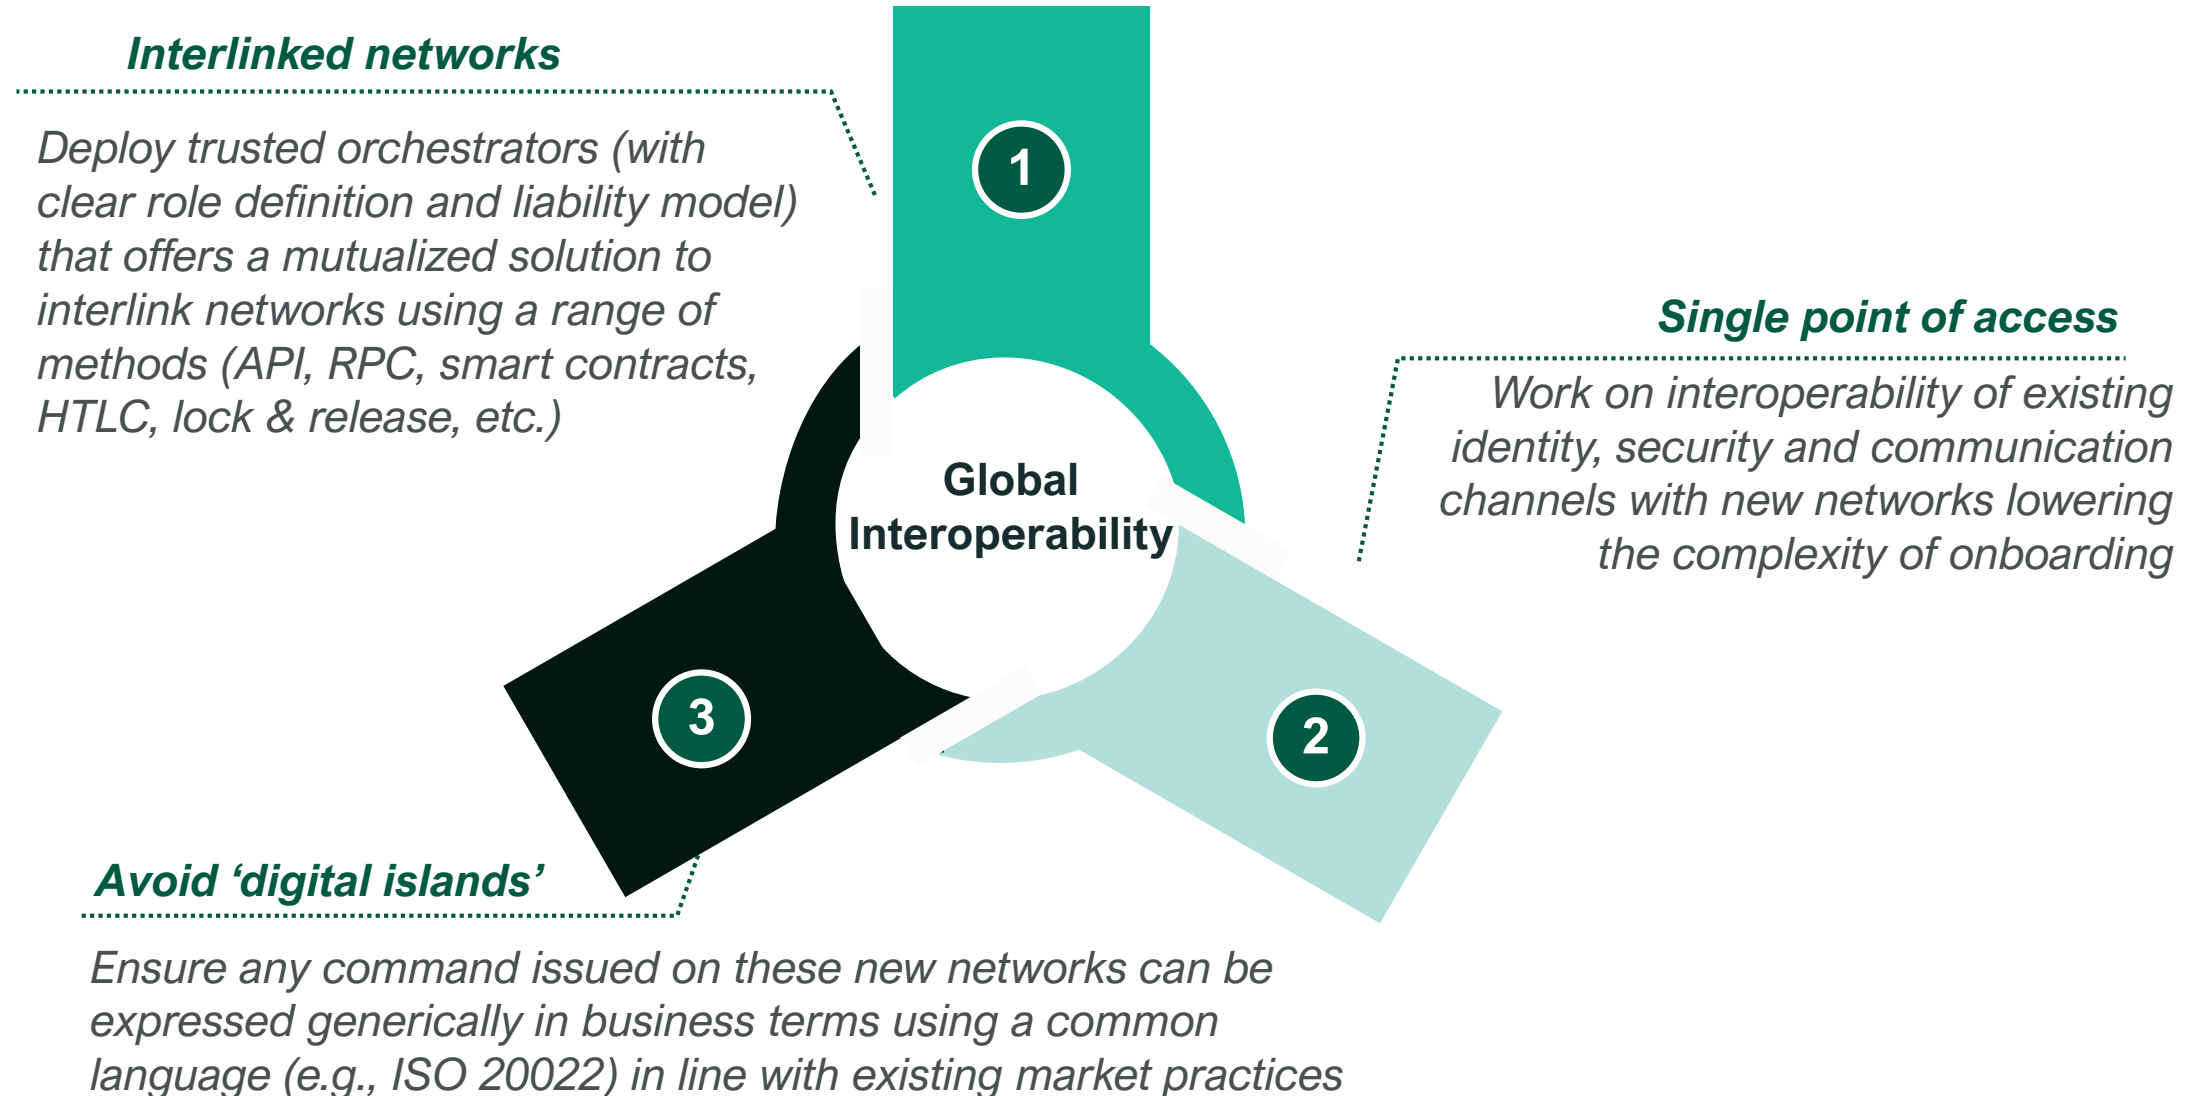 Interlinked networks
Deploy trusted orchestrators (with
clear role definition and liability model)
that offers a mutualized solution to
interlink networks using a range of
methods (API, RPC, smart contracts,
HTLC, lock & release, etc.)
1
Single point of access
Work on interoperability of existing
identity, security and communication
channels with new networks lowering
the complexity of onboarding
Global
Interoperability
2
3
Avoid ‘digital islands’
Ensure any command issued on these new networks can be
expressed generically in business terms using a common
language (e.g., ISO 20022) in line with existing market practices